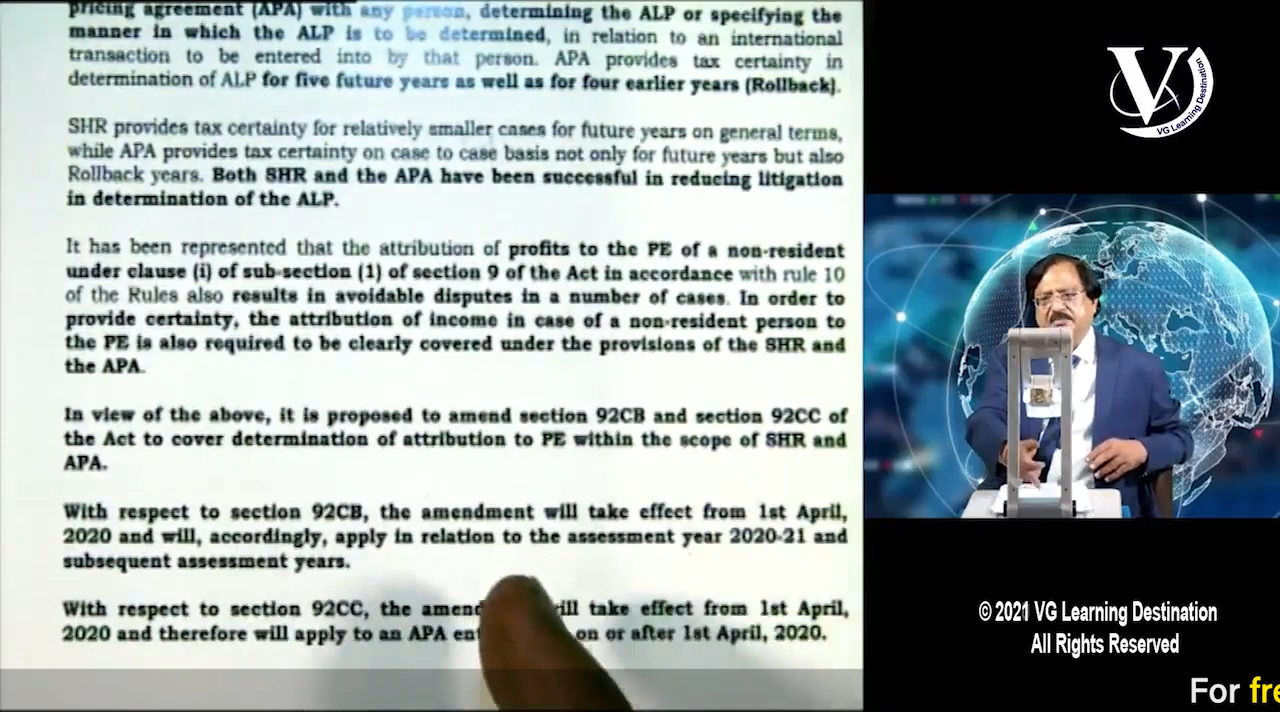 pricing agreement (APA) with any person, determining the ALP or specifying the
manner in which the ALP is to be determined, in relation to an international
transaction to be entered into by that person. APA provides tax certainty in
determination of ALP for five future years as well as for four earlier years (Rollback).
SHR provides tax certainty for relatively smaller cases for future years on general terms,
while APA provides tax certainty on case to case basis not only for future years but also
Rollback years. Both SHR and the APA have been successful in reducing litigation
in determination of the ALP.
It has been represented that the attribution of profits to the PE of a non-resident
under clause (i) of sub-section (1) of section 9 of the Act in accordance with rule 10
of the Rules also results in avoidable disputes in a number of cases. In order to
provide certainty, the attribution of income in case of a non-resident person to
the PE is also required to be clearly covered under the provisions of the SHR and
the APA.
In view of the above, it is proposed to amend section 92CB and section 92CC of
the Act to cover determination of attribution to PE within the scope of SHR and
APA.
With respect to section 92CB, the amendment will take effect from 1st April,
2020 and will, accordingly, apply in relation to the assessment year 2020-21 and
subsequent assessment years.
With respect to section 92CC, the amend ill take effect from 1st April,
2020 and therefore will apply to an APA ent on or after 1st April, 2020.
V
VG Learning Destination
© 2021 VG Learning Destination
All Rights Reserved
For fre